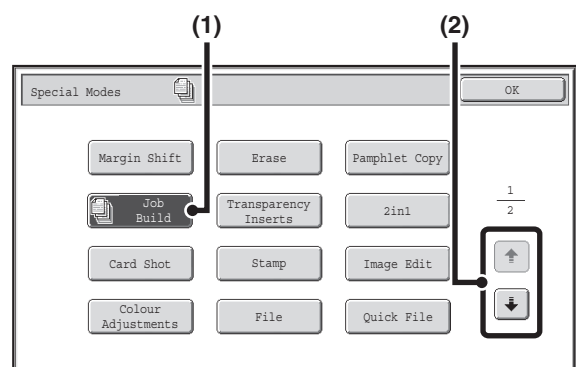 (1) (2)
Special Modes OK
Margin Shift Erase Pamphlet Copy
Job
Build
Transparency
Inserts
2in1
1
2
Card Shot Stamp Image Edit
Colour
Adjustments
File Quick File